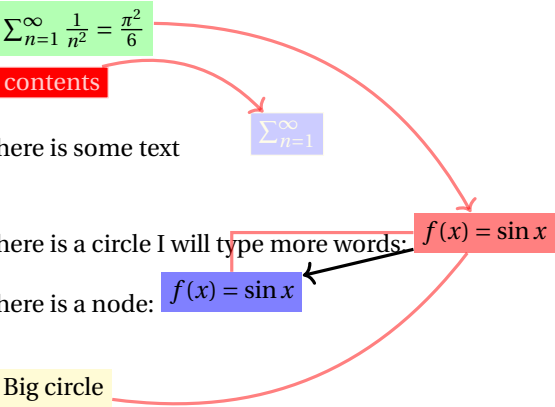 ∑_{n=1}^{∞} 1/n² = π²/6
contents
∑_{n=1}^{∞}
here is some text
here is a circle I will type more words: f(x) = sin x
here is a node: f(x) = sin x
Big circle